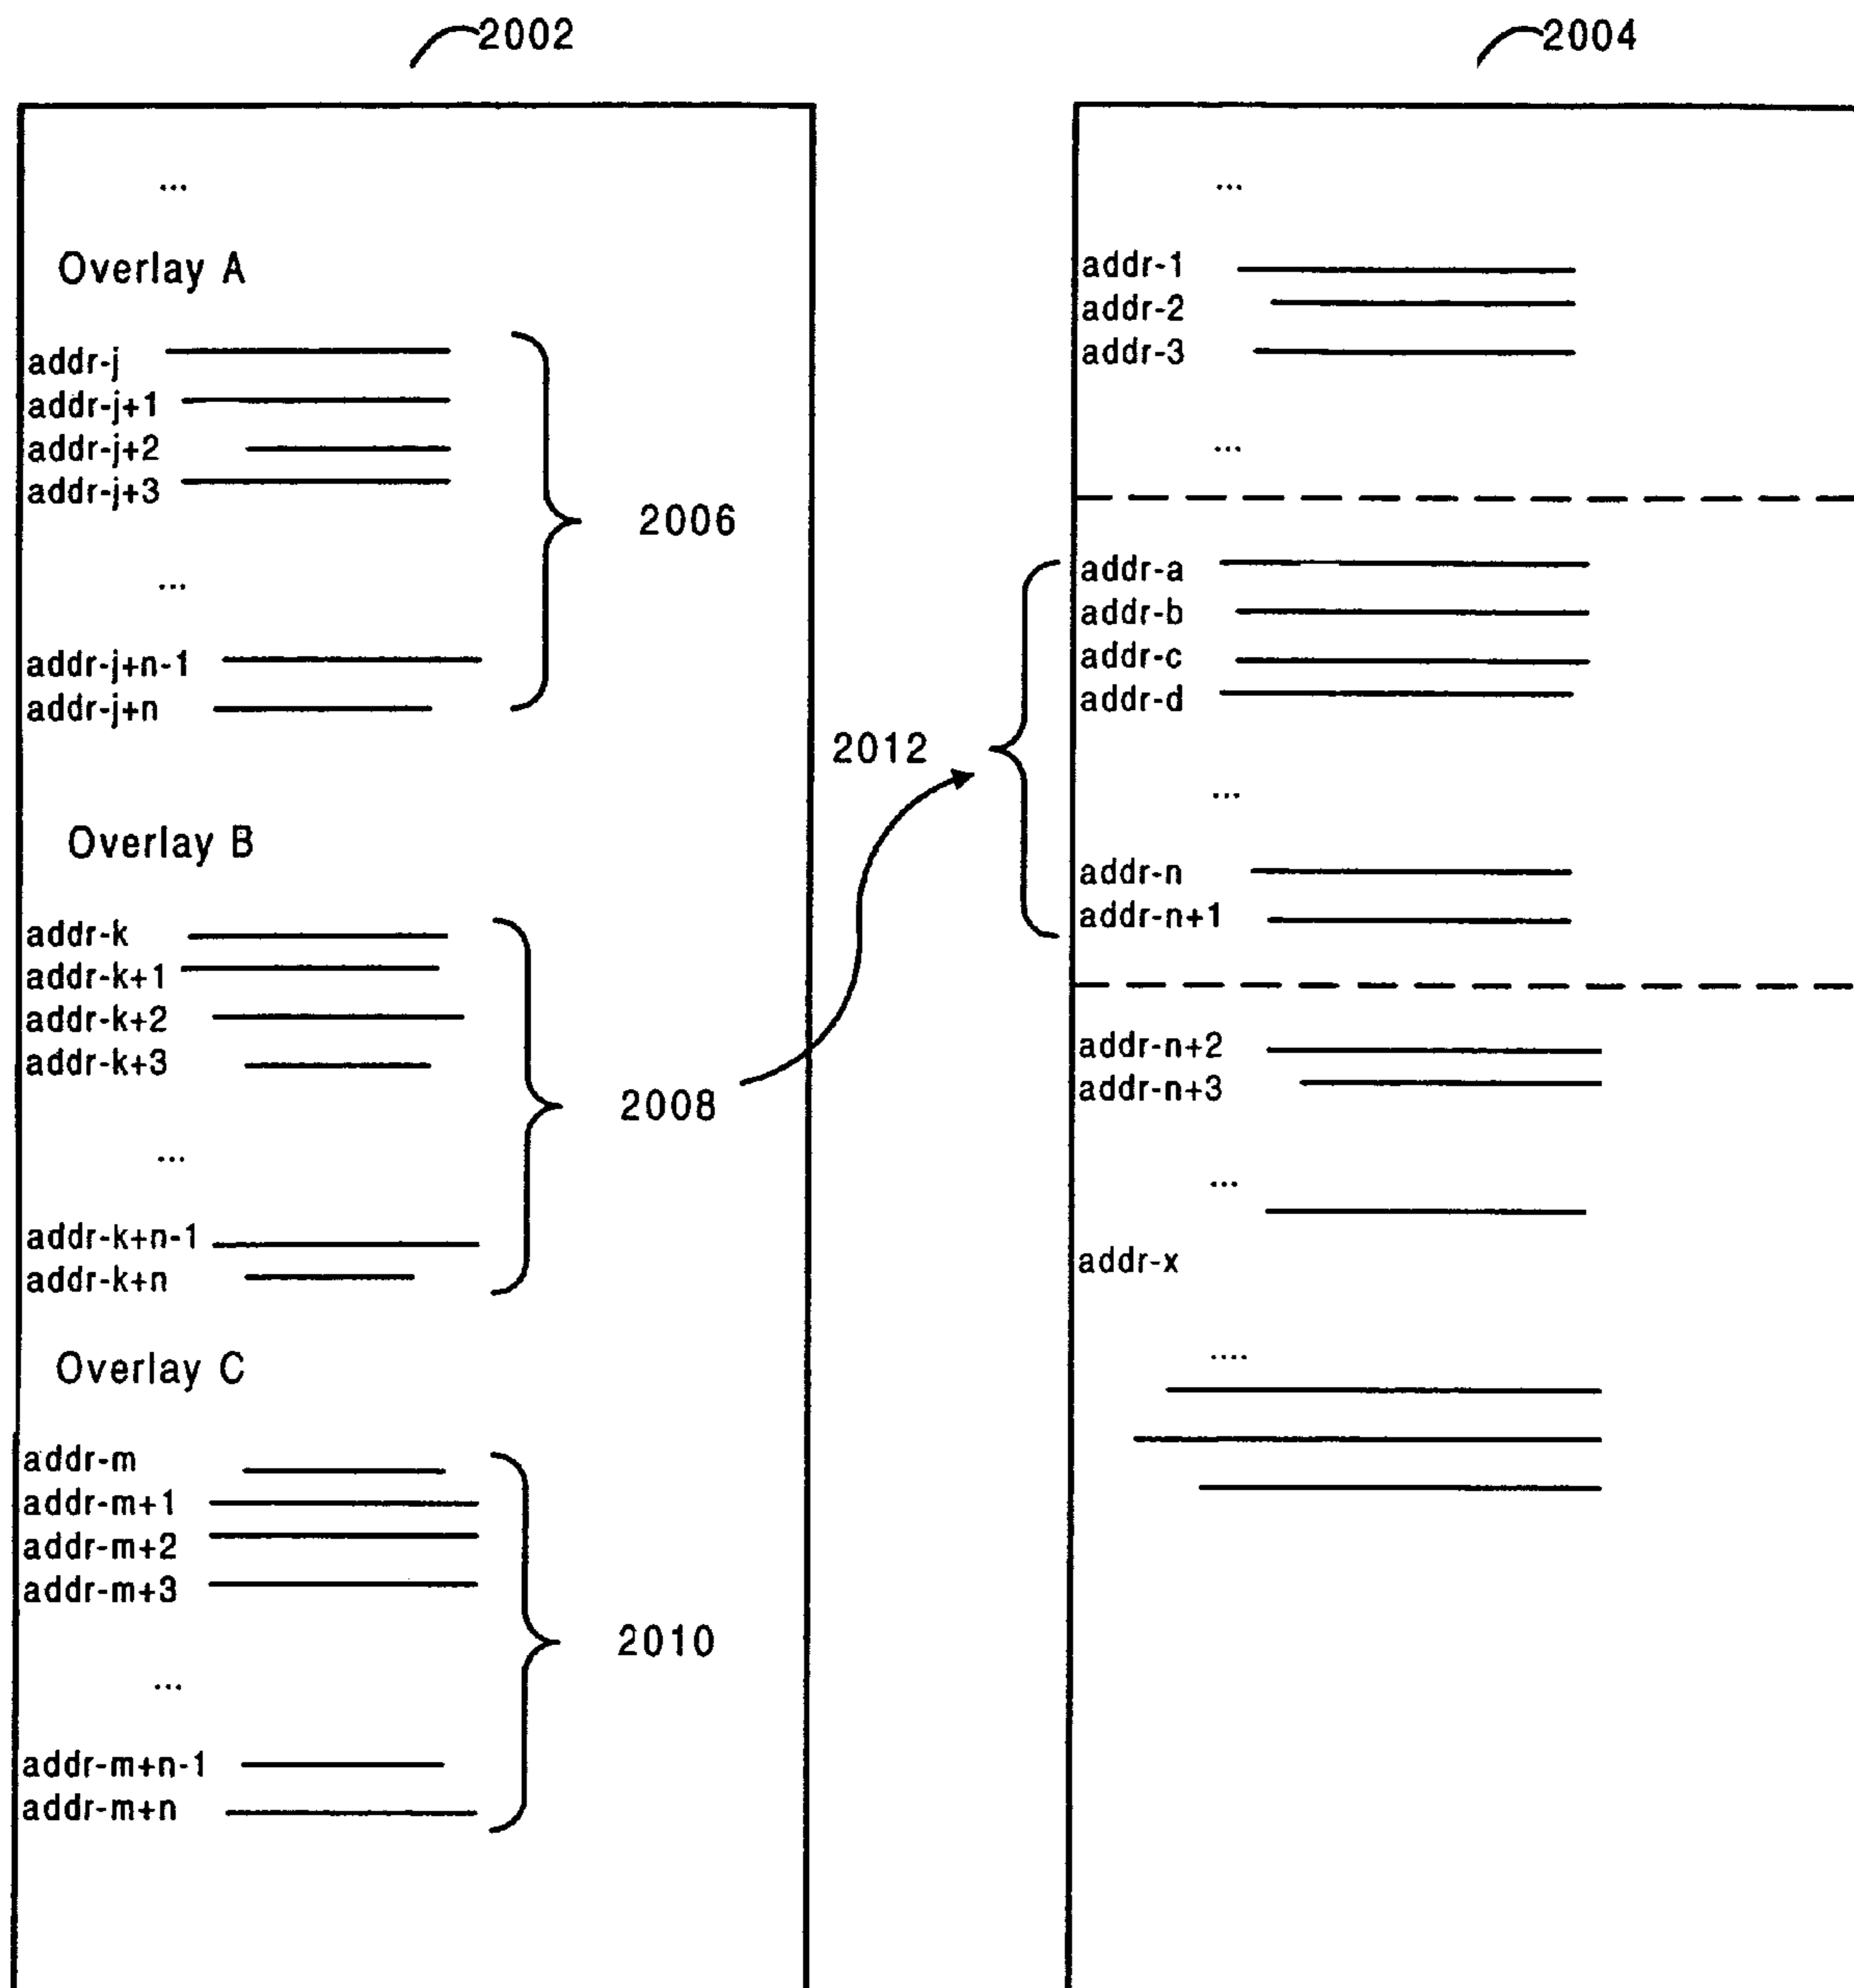 2002
...
Overlay A
addr-j
addr-j+1
addr-j+2
addr-j+3
2006
...
addr-j+n-1
addr-j+n
Overlay B
addr-k
addr-k+1
addr-k+2
addr-k+3
2008
...
addr-k+n-1
addr-k+n
Overlay C
addr-m
addr-m+1
addr-m+2
addr-m+3
2010
...
addr-m+n-1
addr-m+n
2004
...
addr-1
addr-2
addr-3
...
addr-a
addr-b
addr-c
addr-d
2012
...
addr-n
addr-n+1
addr-n+2
addr-n+3
...
addr-x
....